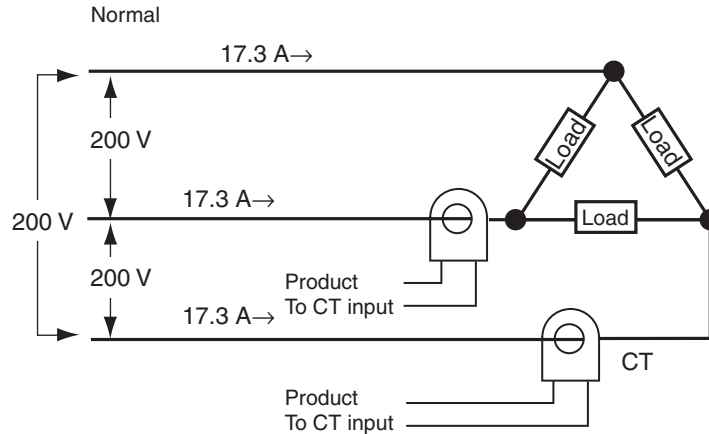 Normal
17.3 A→
200 V
Load
Load
17.3 A→
200 V
Load
200 V
Product
To CT input
17.3 A→
CT
Product
To CT input